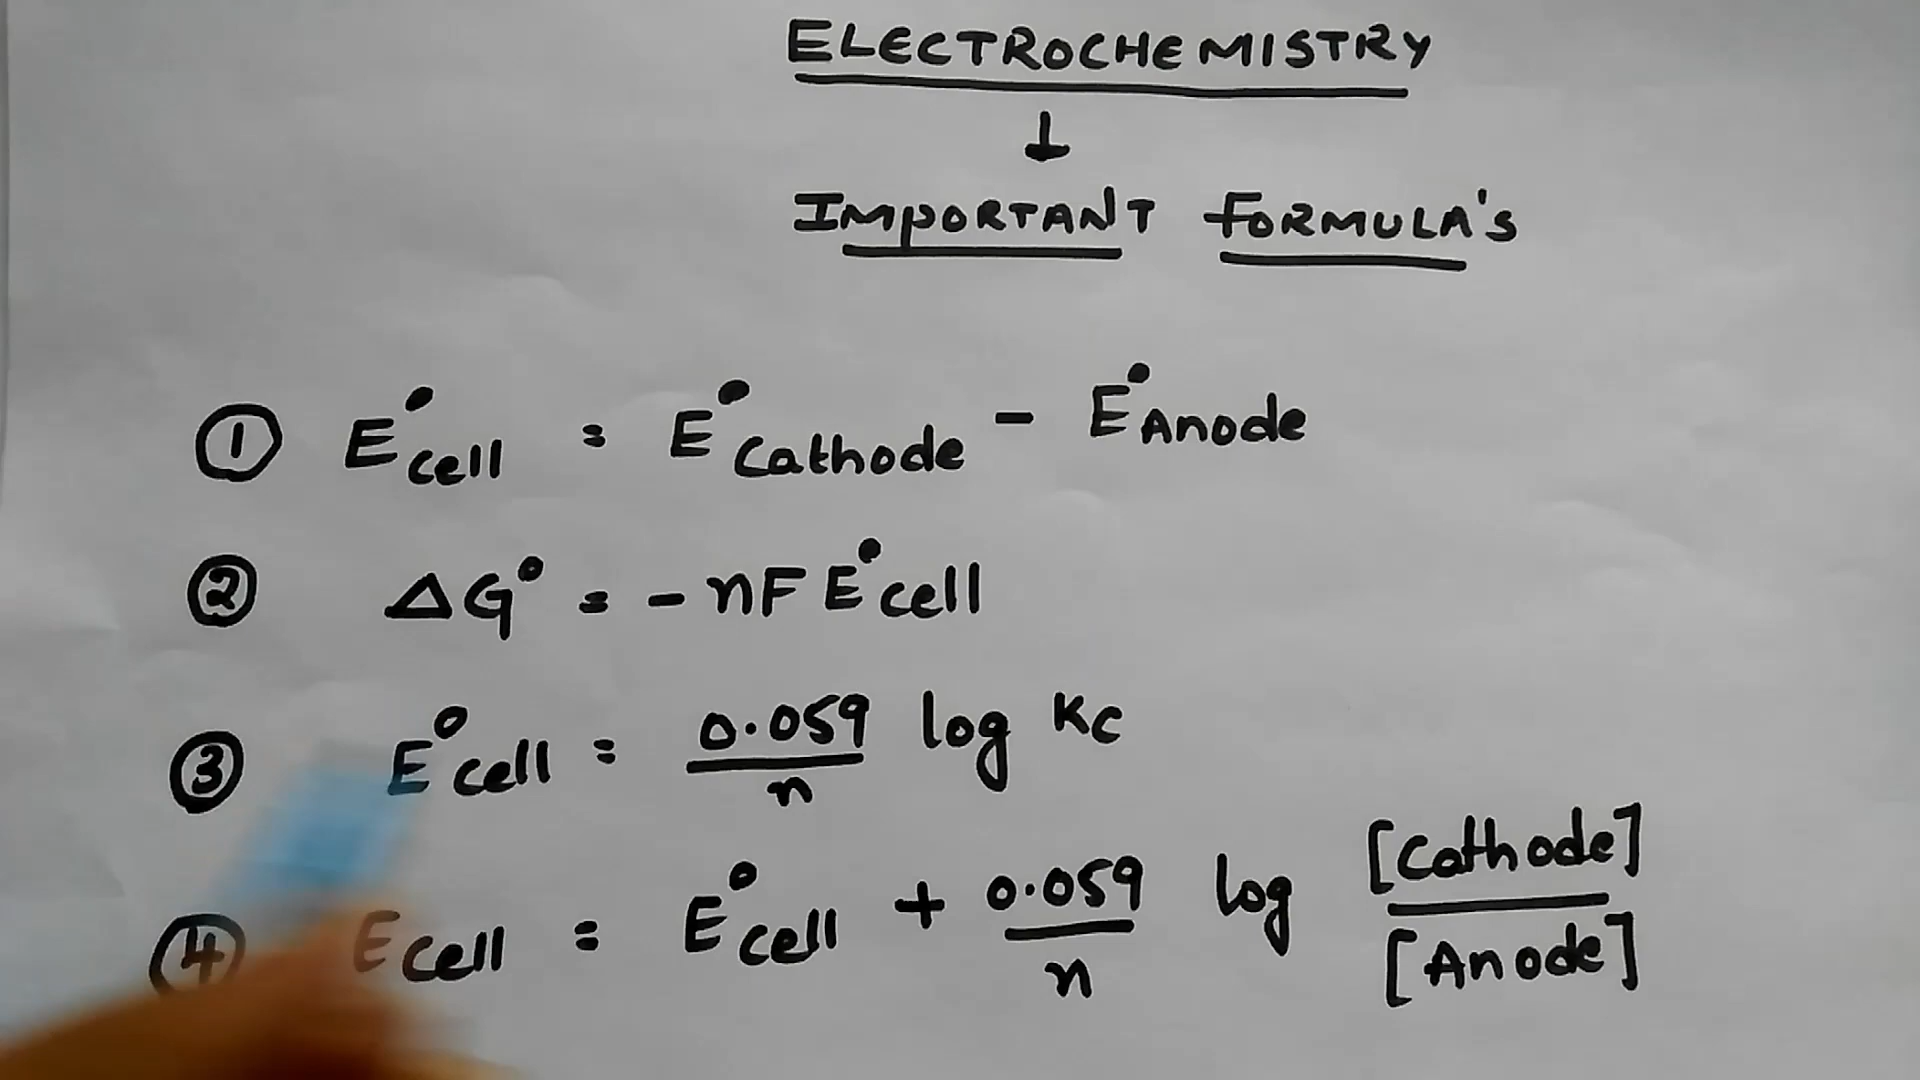 ELECTROCHEMISTRY
↓
IMPORTANT FORMULA'S
① E°cell = E°Cathode - E°Anode
② ΔG° = -nFE°cell
③ E°cell = 0.059/n log Kc
④ Ecell = E°cell + 0.059/n log [Cathode]/[Anode]